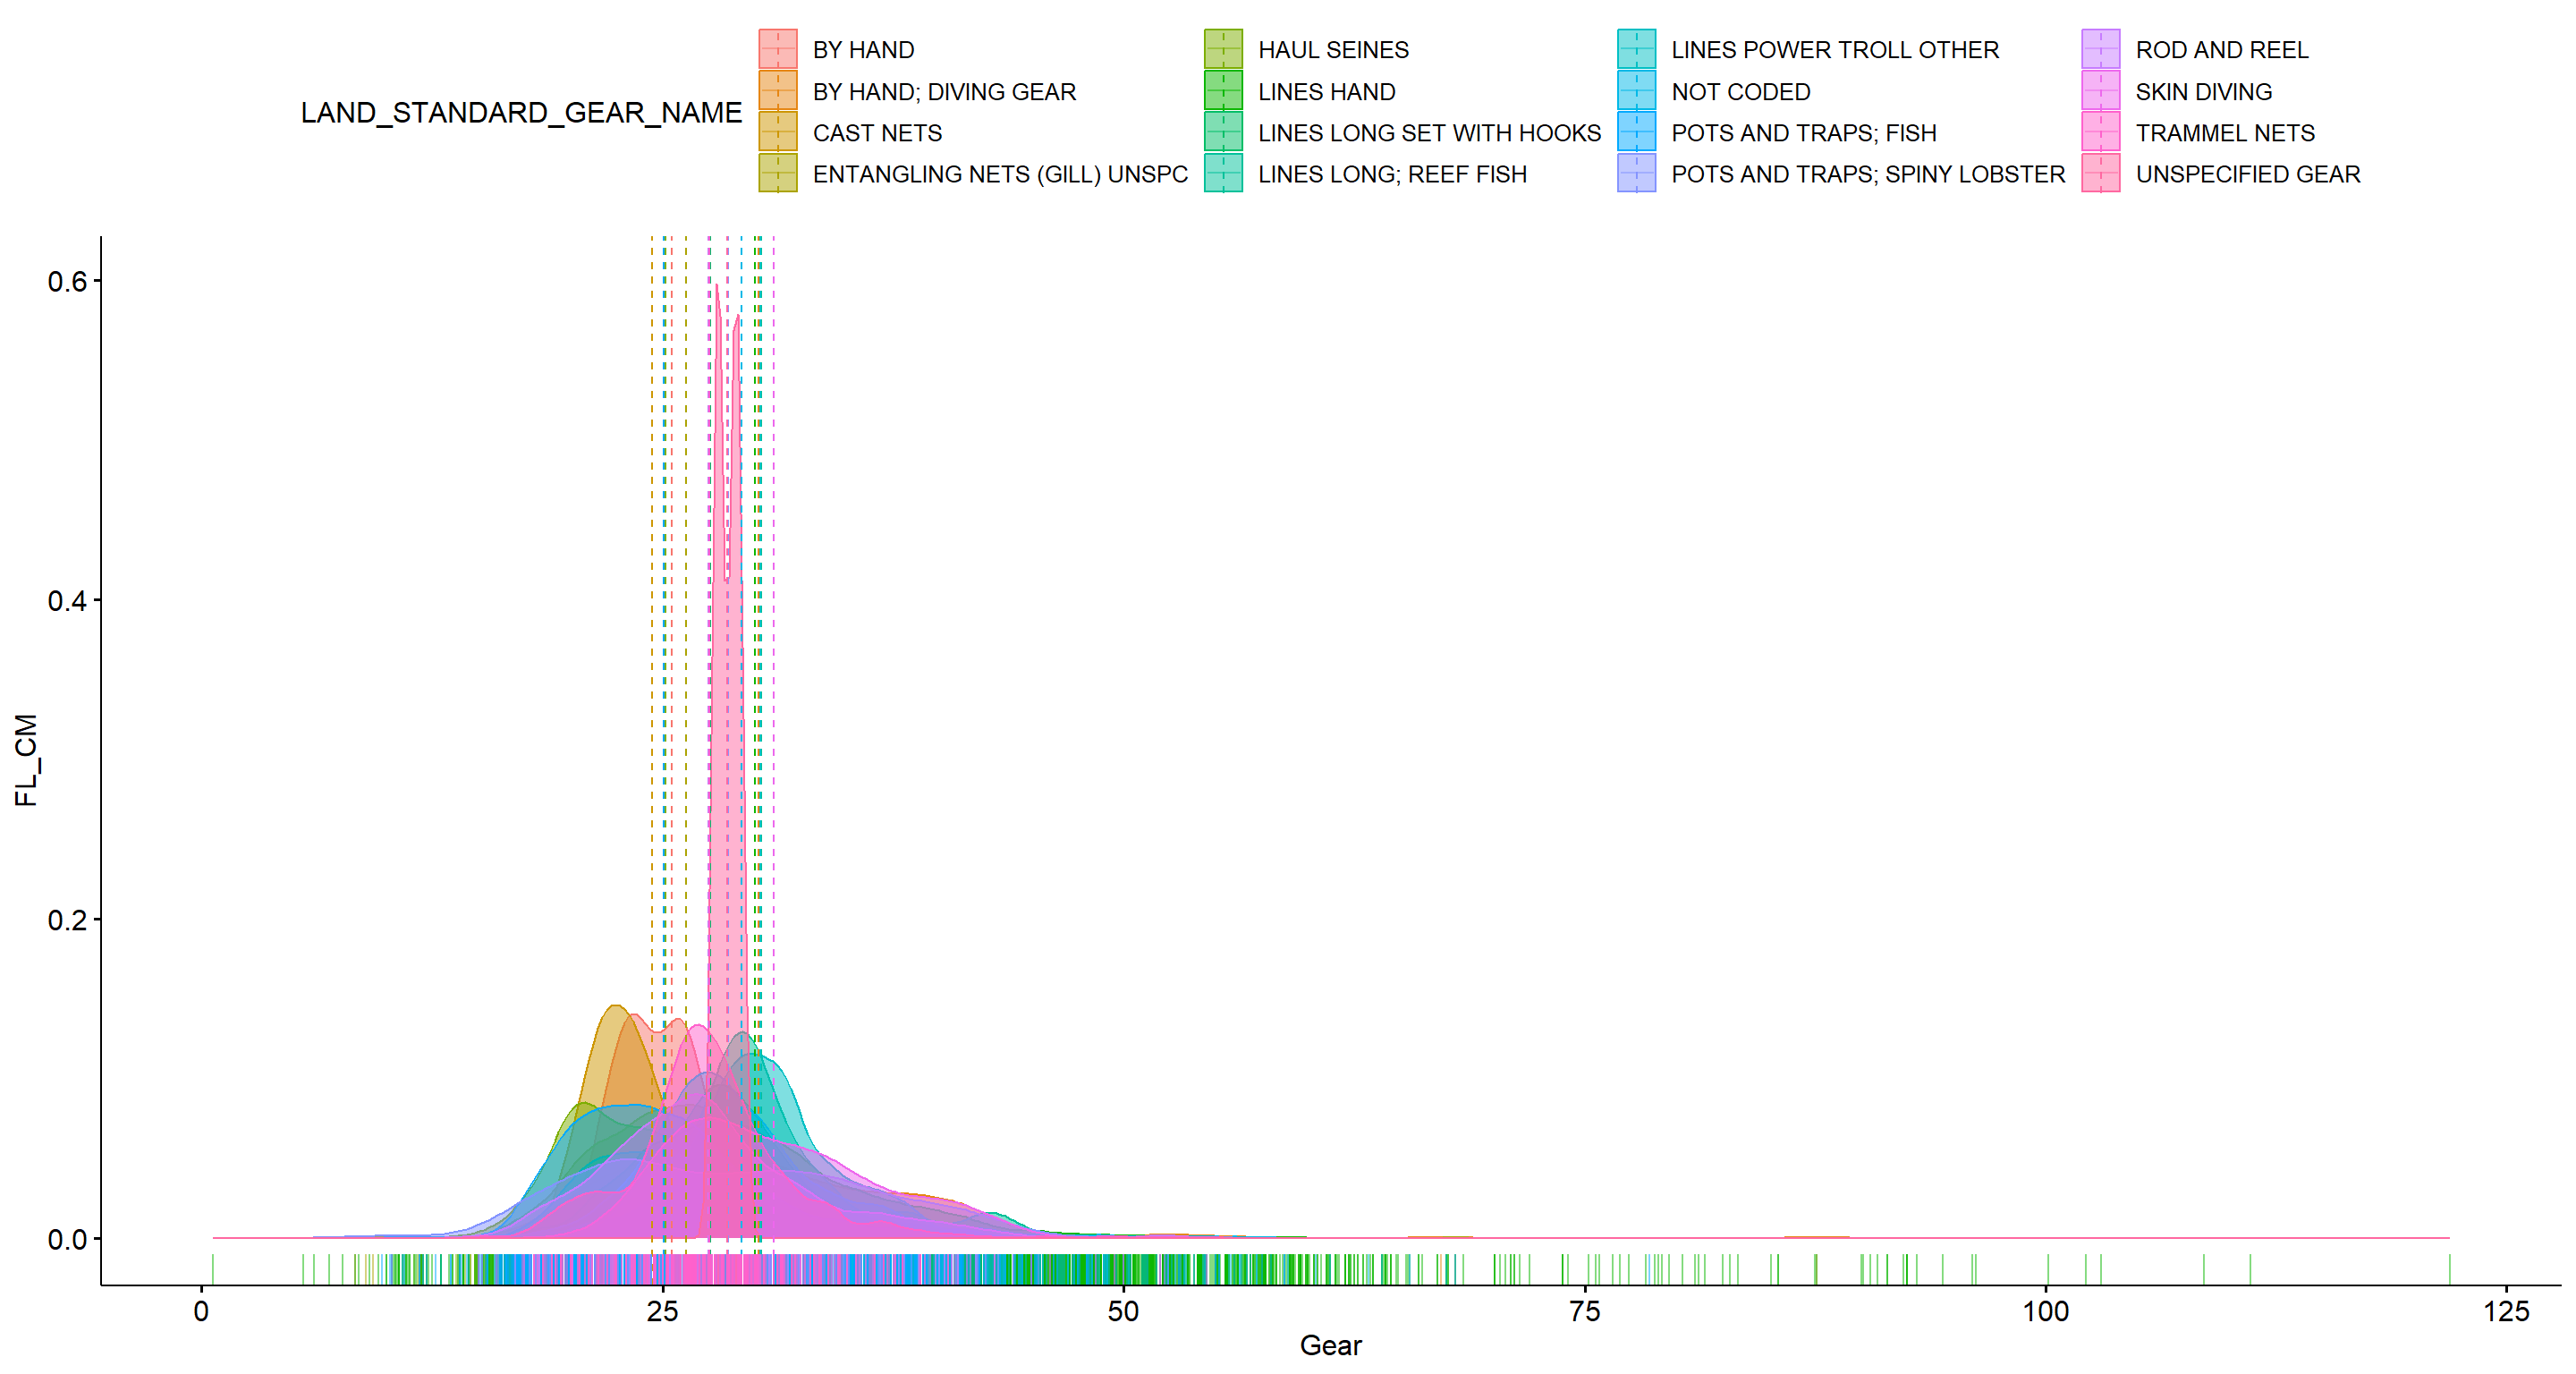 LAND_STANDARD_GEAR_NAME
BY HAND
BY HAND; DIVING GEAR
CAST NETS
ENTANGLING NETS (GILL) UNSPC
HAUL SEINES
LINES HAND
LINES LONG SET WITH HOOKS
LINES LONG; REEF FISH
LINES POWER TROLL OTHER
NOT CODED
POTS AND TRAPS; FISH
POTS AND TRAPS; SPINY LOBSTER
ROD AND REEL
SKIN DIVING
TRAMMEL NETS
UNSPECIFIED GEAR
0.6
0.4
0.2
0.0
FL_CM
0 25 50 75 100 125
Gear